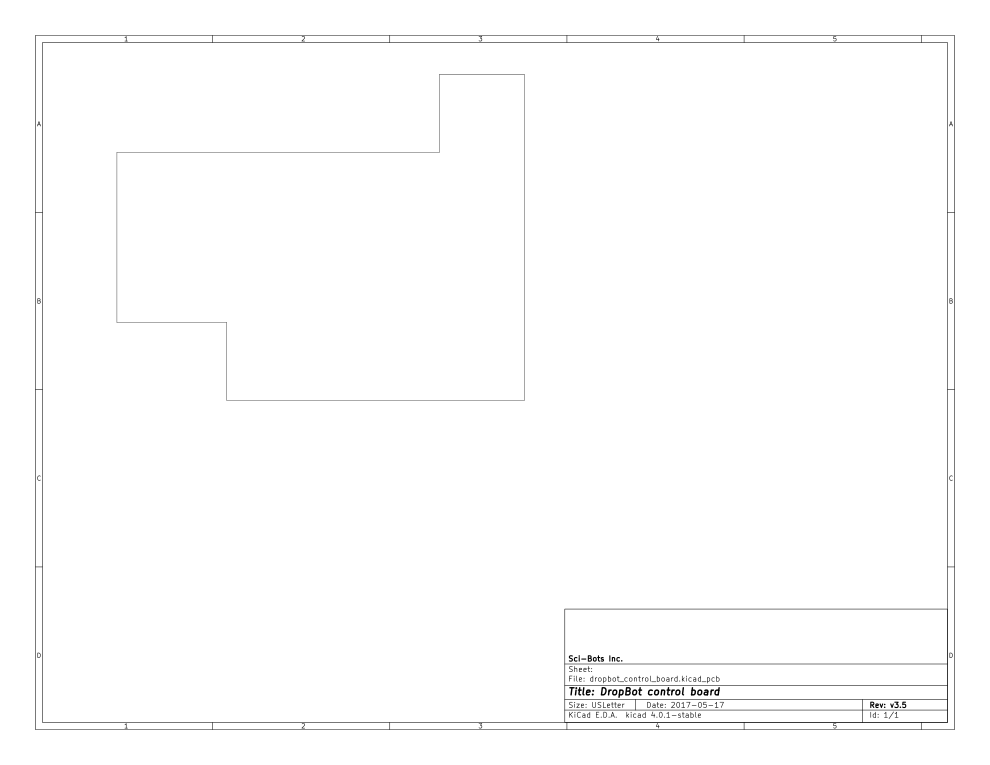 1 2 3 4 5
A A
B B
C C
D D
Sci-Bots Inc.
Sheet:
File: dropbot_control_board.kicad_pcb
Title: DropBot control board
Size: USLetter Date: 2017-05-17 Rev: v3.5
KiCad E.D.A. kicad 4.0.1-stable Id: 1/1
1 2 3 4 5